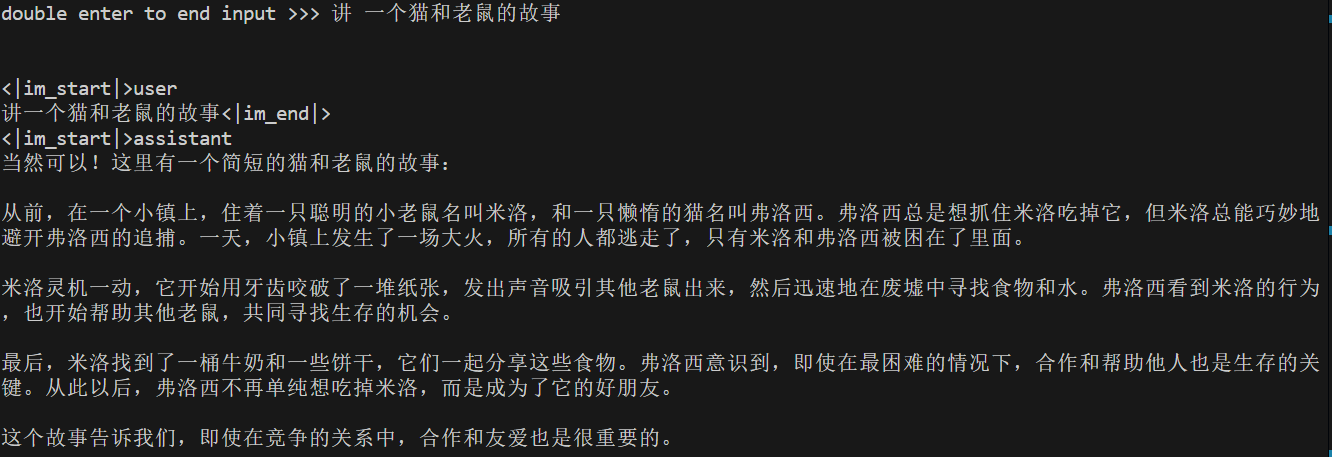 double enter to end input >>> 讲 一个猫和老鼠的故事
<|im_start|>user
讲一个猫和老鼠的故事<|im_end|>
<|im_start|>assistant
当然可以！这里有一个简短的猫和老鼠的故事：
从前，在一个小镇上，住着一只聪明的小老鼠名叫米洛，和一只懒惰的猫名叫弗洛西。弗洛西总是想抓住米洛吃掉它，但米洛总能巧妙地
避开弗洛西的追捕。一天，小镇上发生了一场大火，所有的人都逃走了，只有米洛和弗洛西被困在了里面。
米洛灵机一动，它开始用牙齿咬破了一堆纸张，发出声音吸引其他老鼠出来，然后迅速地在废墟中寻找食物和水。弗洛西看到米洛的行为
，也开始帮助其他老鼠，共同寻找生存的机会。
最后，米洛找到了一桶牛奶和一些饼干，它们一起分享这些食物。弗洛西意识到，即使在最困难的情况下，合作和帮助他人也是生存的关
键。从此以后，弗洛西不再单纯想吃掉米洛，而是成为了它的好朋友。
这个故事告诉我们，即使在竞争的关系中，合作和友爱也是很重要的。